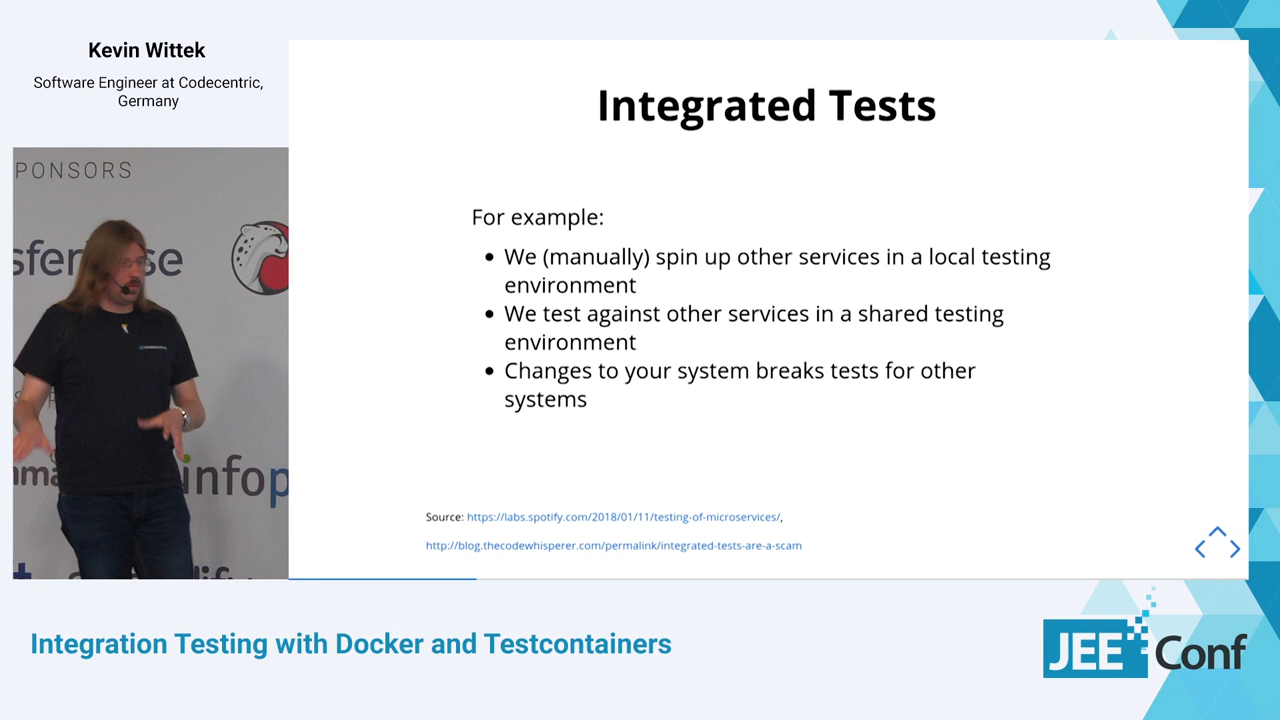 Kevin Wittek
Software Engineer at Codecentric,
Germany
PONSORS
infop
Integrated Tests
For example:
• We (manually) spin up other services in a local testing
environment
• We test against other services in a shared testing
environment
• Changes to your system breaks tests for other
systems
Source: https://labs.spotify.com/2018/01/11/testing-of-microservices/,
http://blog.thecodewhisperer.com/permalink/integrated-tests-are-a-scam
Integration Testing with Docker and Testcontainers
JEE Conf